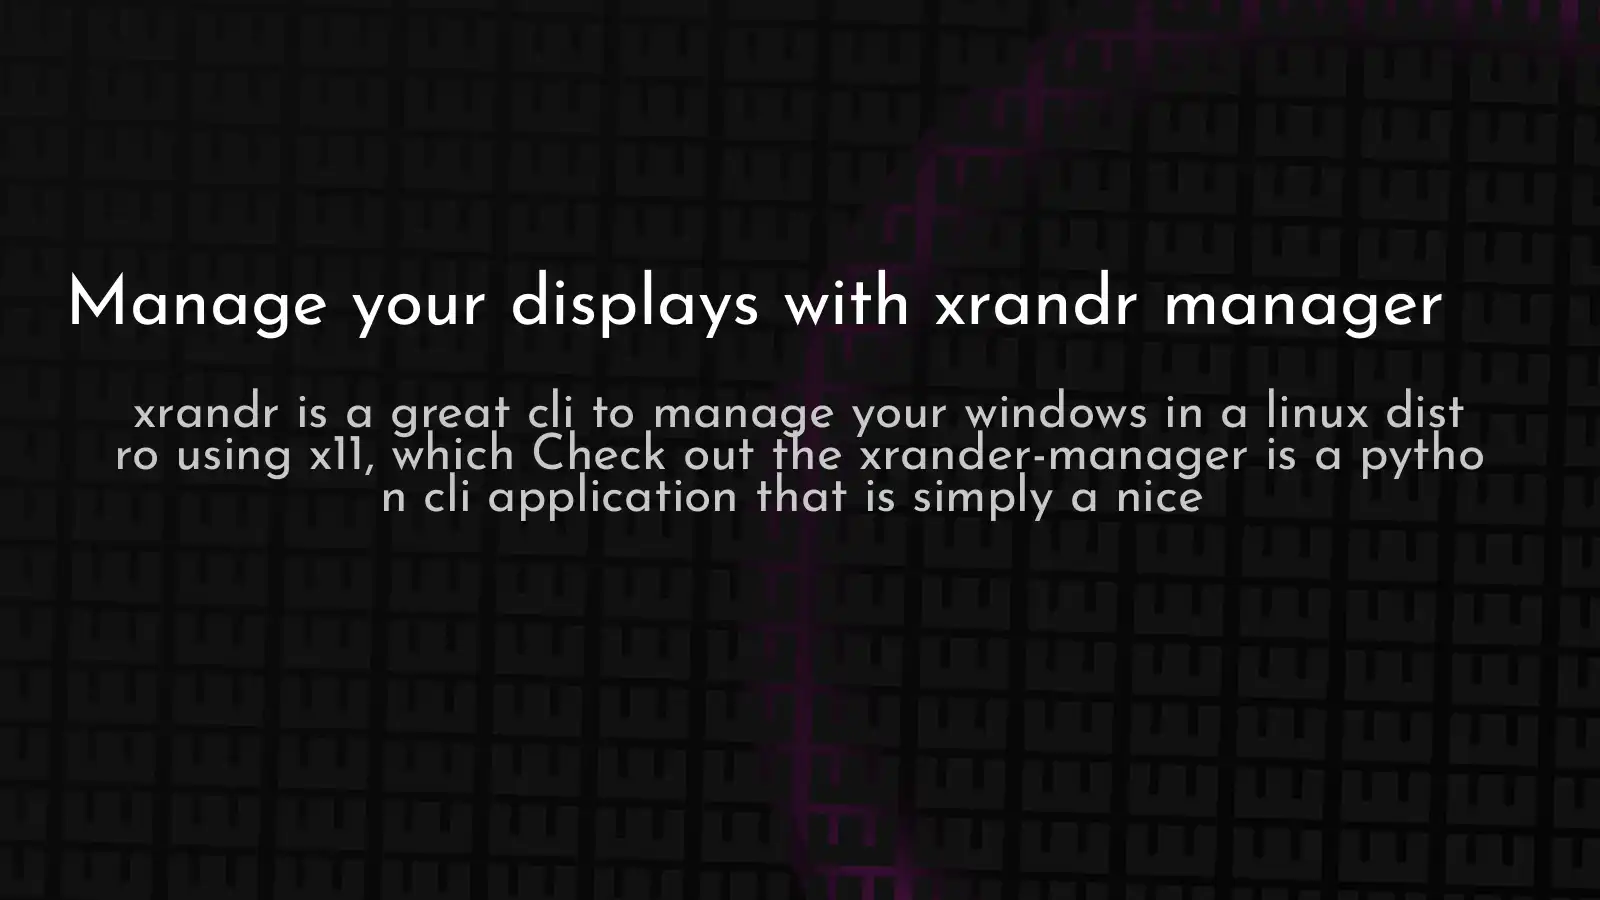 Manage your displays with xrandr manager
xrandr is a great cli to manage your windows in a linux dist
ro using x11, which Check out the xrander-manager is a pytho
n cli application that is simply a nice